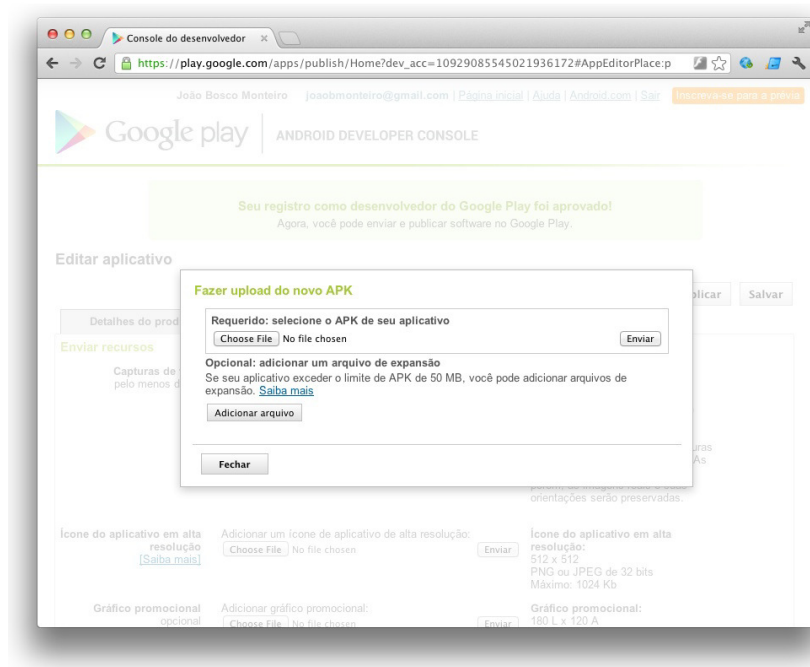 Console do desenvolvedor
https://play.google.com/apps/publish/Home?dev_acc=10929085545021936172#AppEditorPlace:p
João Bosco Monteiro joaobmonteiro@gmail.com | Página inicial | Ajuda | Android.com | Sair Inscreva-se para a prévia
Google play ANDROID DEVELOPER CONSOLE
Seu registro como desenvolvedor do Google Play foi aprovado!
Agora, você pode enviar e publicar software no Google Play.
Editar aplicativo
plicar Salvar
Detalhes do prod
Fazer upload do novo APK
Requerido: selecione o APK de seu aplicativo
Choose File No file chosen Enviar
Opcional: adicionar um arquivo de expansão
Se seu aplicativo exceder o limite de APK de 50 MB, você pode adicionar arquivos de
expansão. Saiba mais
Adicionar arquivo
Fechar
Enviar recursos
Capturas de
pelo menos d
uras
As
orientações serão preservadas.
Ícone do aplicativo em alta
resolução
[Saiba mais]
Adicionar um ícone de aplicativo de alta resolução:
Choose File No file chosen Enviar
Ícone do aplicativo em alta
resolução:
512 x 512
PNG ou JPEG de 32 bits
Máximo: 1024 Kb
Gráfico promocional
opcional
Adicionar gráfico promocional:
Choose File No file chosen Enviar
Gráfico promocional:
180 L x 120 A